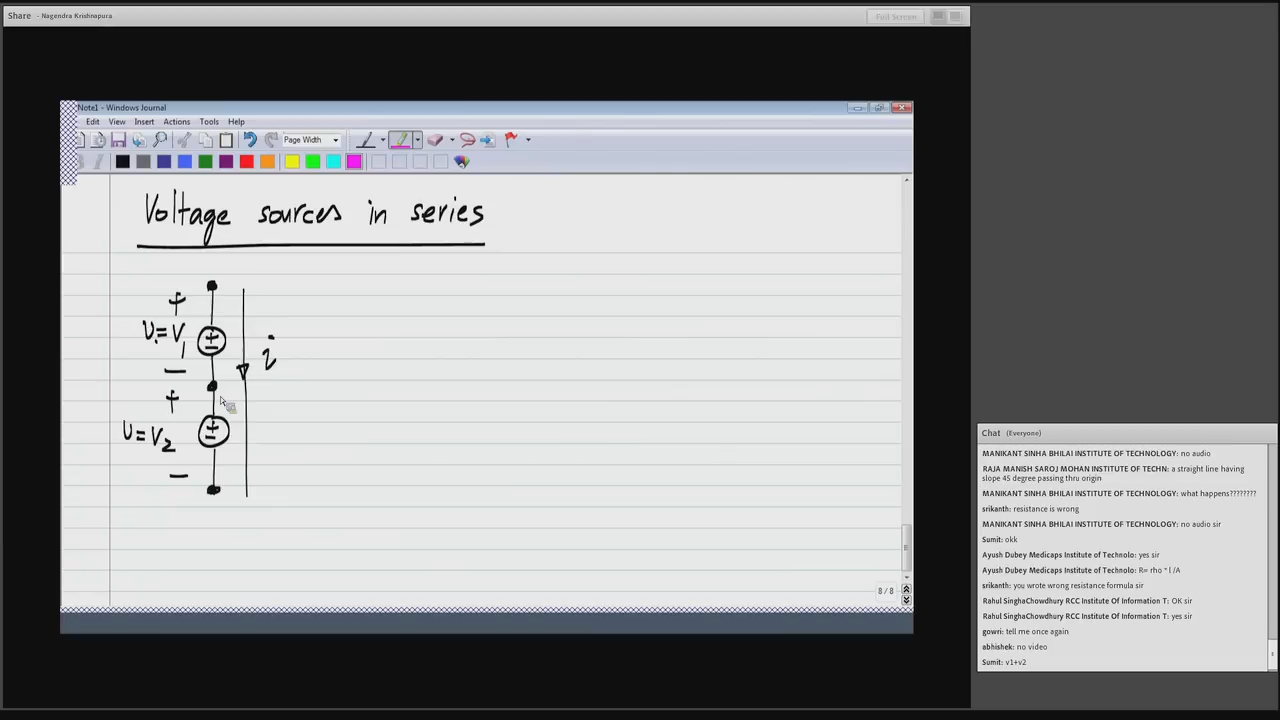 Share - Nagendra Krishnapura
Full Screen
Note1 - Windows Journal
Edit View Insert Actions Tools Help
Page Width
Voltage sources in series
+
v1=V1
−
+
v=V2
−
i
8 / 8
Chat (Everyone)
MANIKANT SINHA BHILAI INSTITUTE OF TECHNOLOGY: no audio
RAJA MANISH SAROJ MOHAN INSTITUTE OF TECHN: a straight line having
slope 45 degree passing thru origin
MANIKANT SINHA BHILAI INSTITUTE OF TECHNOLOGY: what happens????????
srikanth: resistance is wrong
MANIKANT SINHA BHILAI INSTITUTE OF TECHNOLOGY: no audio sir
Sumit: okk
Ayush Dubey Medicaps Institute of Technolo: yes sir
Ayush Dubey Medicaps Institute of Technolo: R= rho * l /A
srikanth: you wrote wrong resistance formula sir
Rahul SinghaChowdhury RCC Institute Of Information T: OK sir
Rahul SinghaChowdhury RCC Institute Of Information T: yes sir
gowri: tell me once again
abhishek: no video
Sumit: v1+v2